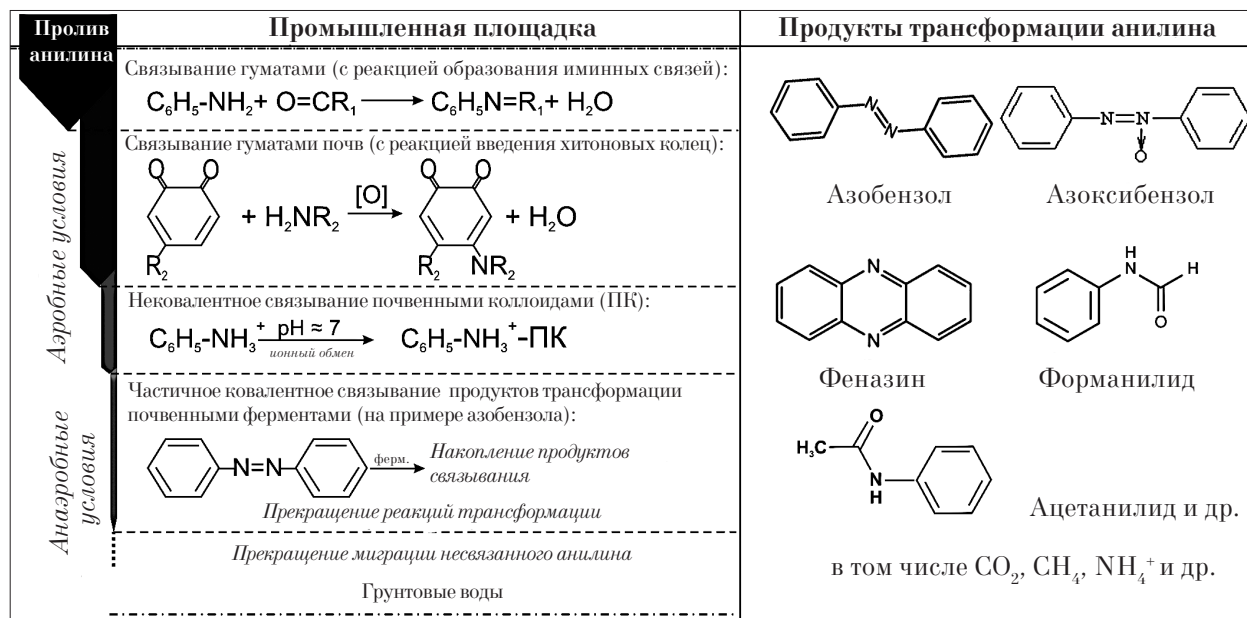 Пролив анилина
Промышленная площадка
Продукты трансформации анилина
Аэробные условия
Анаэробные условия
Связывание гуматами (с реакцией образования иминных связей):
C₆H₅-NH₂+ O=CR₁ → C₆H₅N=R₁+ H₂O
Связывание гуматами почв (с реакцией введения хитоновых колец):
O O
R₂
+ H₂NR₂
[O]
→
O O
R₂ NR₂
+ H₂O
Нековалентное связывание почвенными коллоидами (ПК):
C₆H₅-NH₃⁺ pH ≈ 7 → C₆H₅-NH₃⁺-ПК
ионный обмен
Частичное ковалентное связывание продуктов трансформации
почвенными ферментами (на примере азобензола):
N=N
ферм.
Накопление продуктов
связывания
Прекращение реакций трансформации
Прекращение миграции несвязанного анилина
Грунтовые воды
N=N
Азобензол
N=N
O
Азоксибензол
N
N
Феназин
H
N
H
O
Форманилид
O
H₃C
N
H
Ацетанилид и др.
в том числе CO₂, CH₄, NH₄⁺ и др.